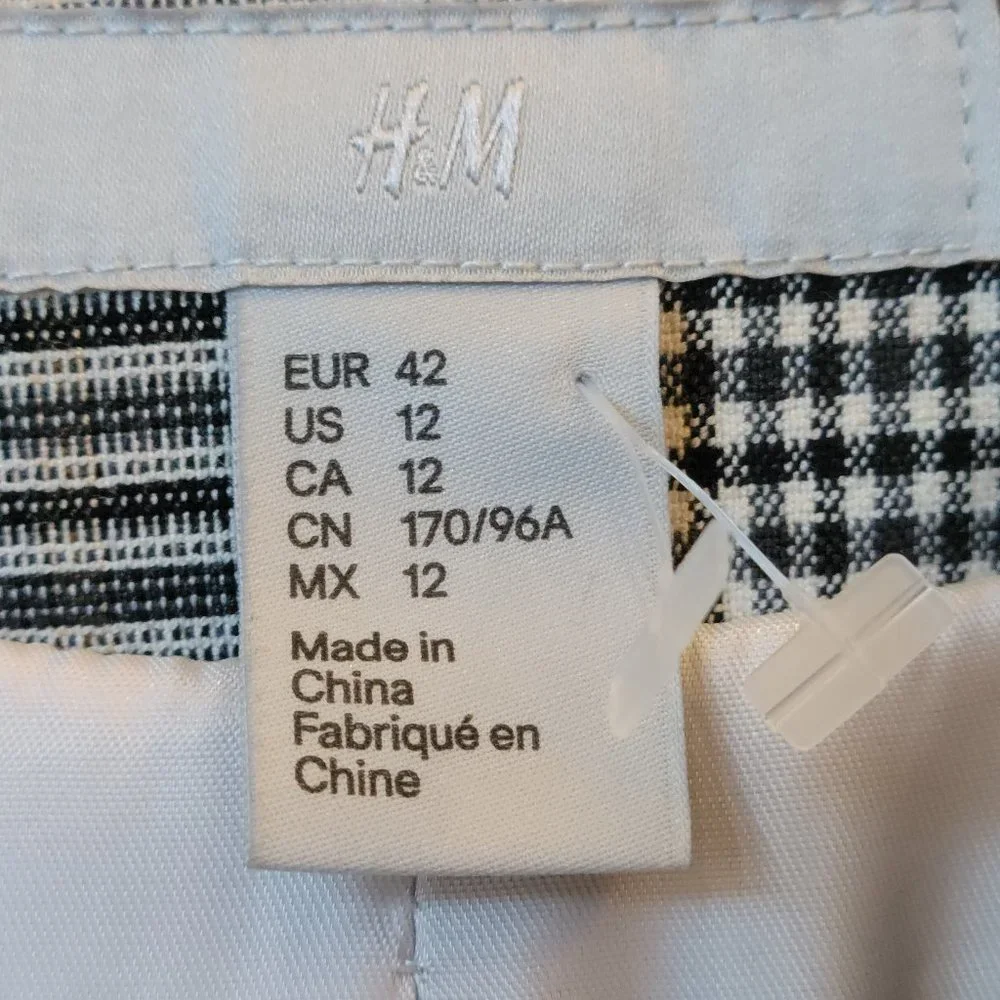 H&M
EUR 42
US 12
CA 12
CN 170/96A
MX 12
Made in
China
Fabriqué en
Chine